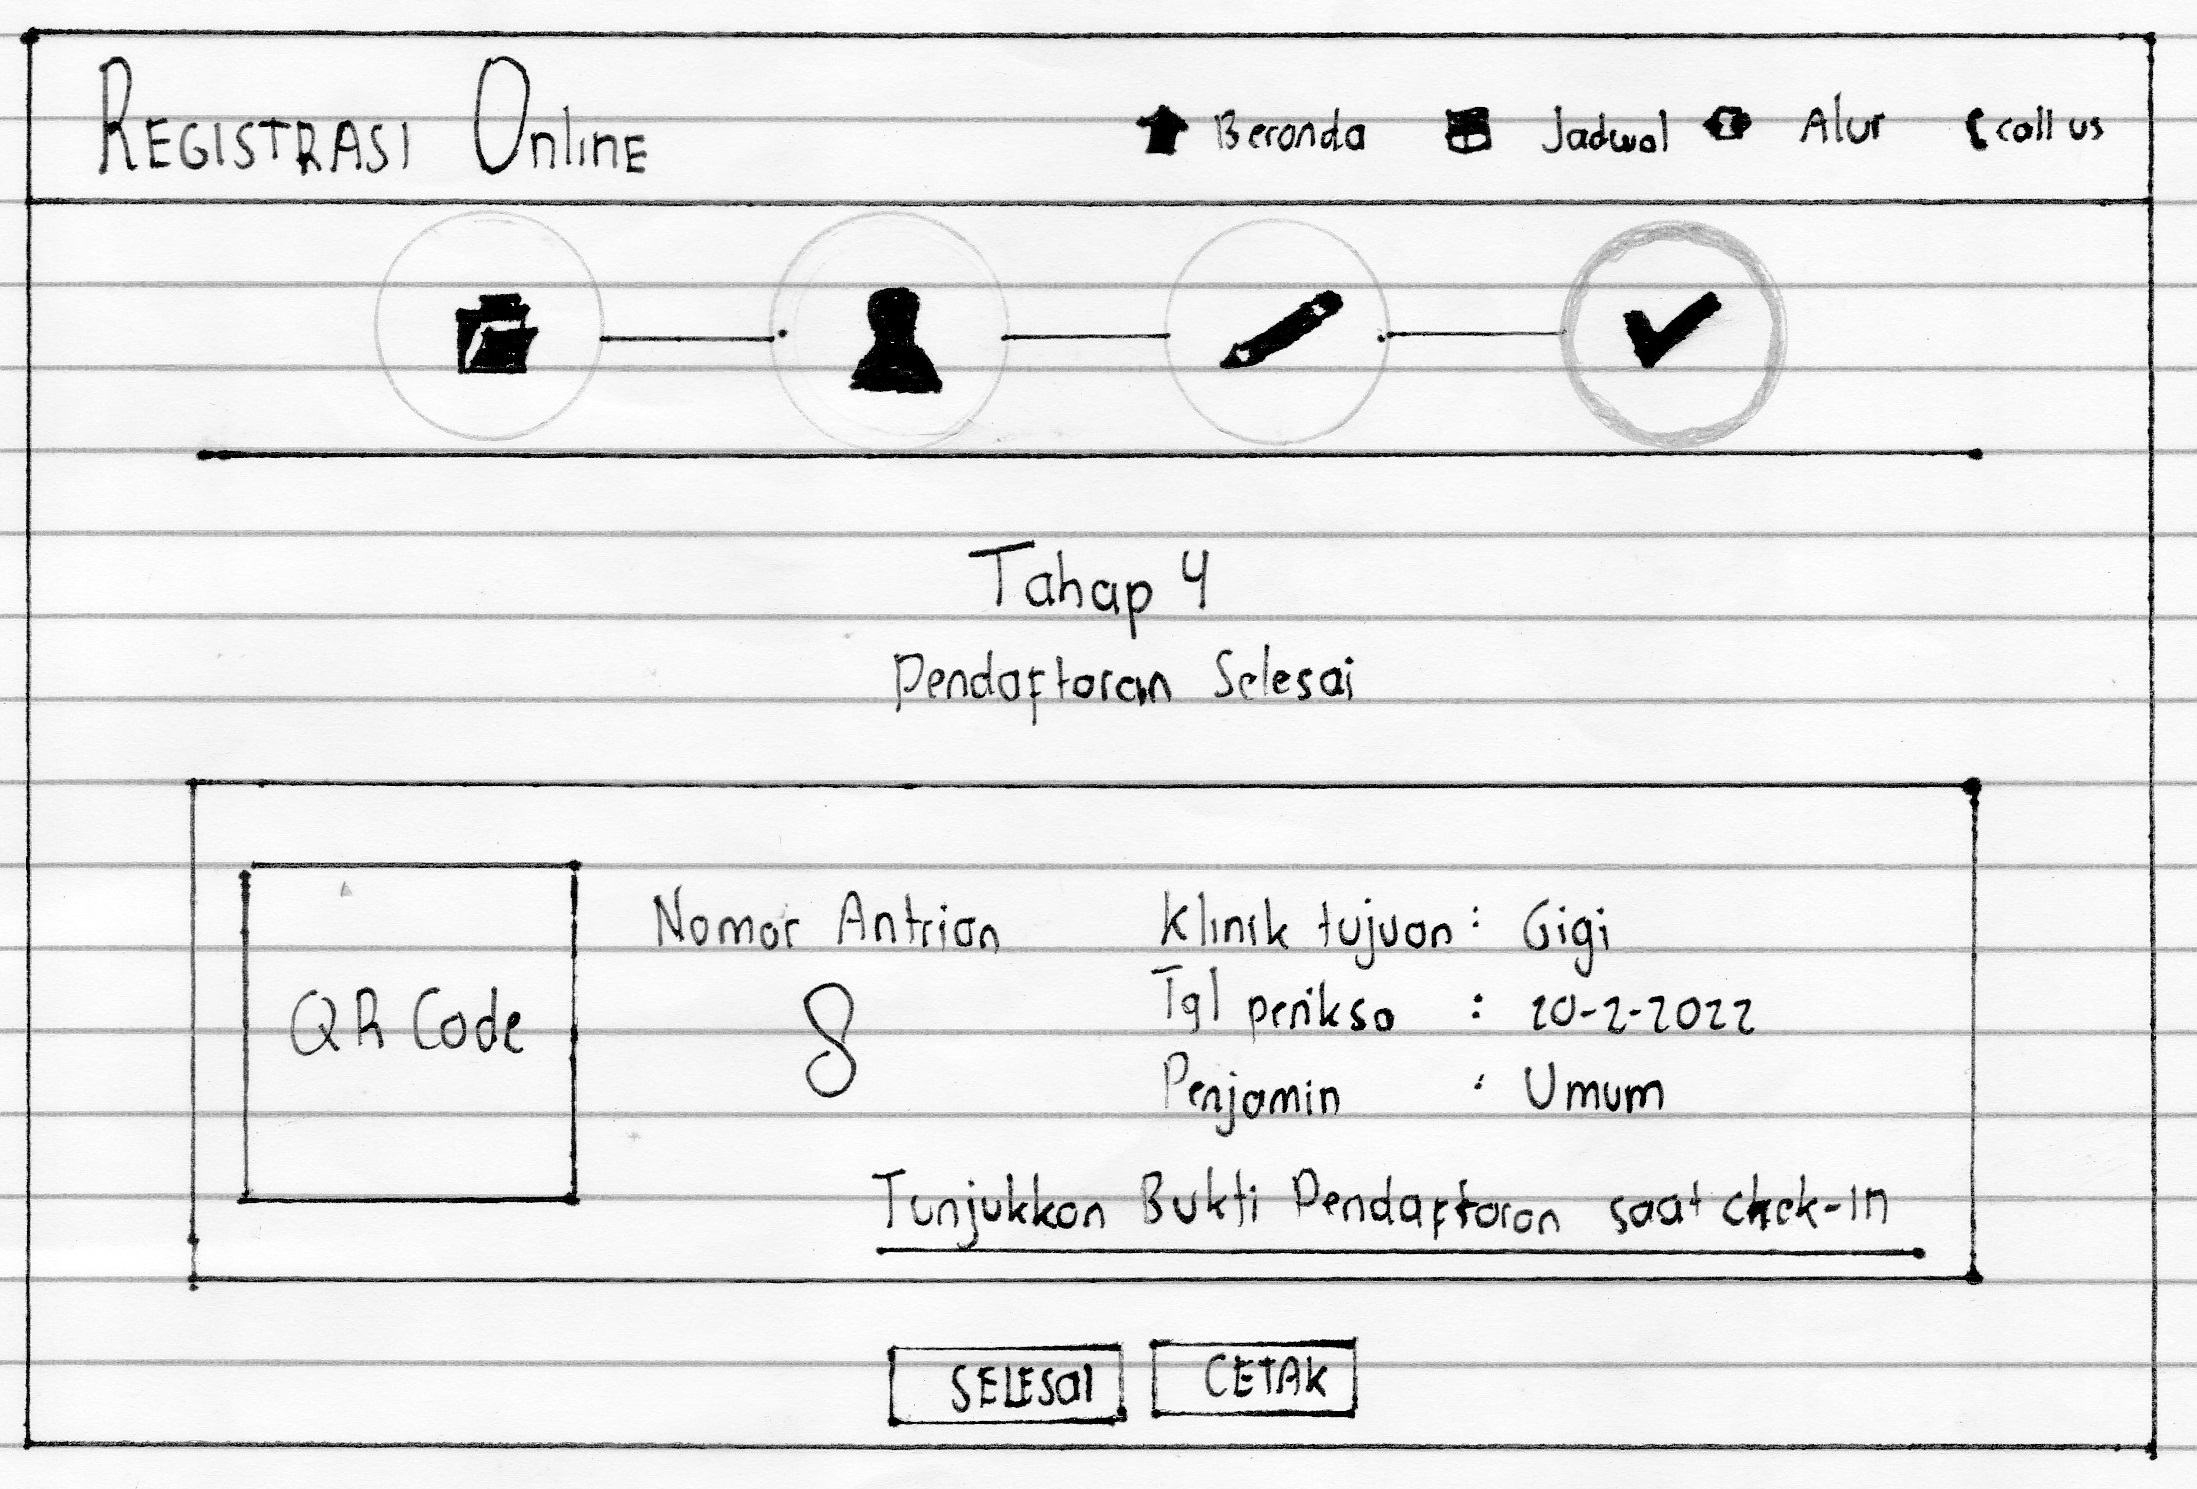 REGISTRASI OnlinE
Beranda Jadwal Alur call us
Tahap 4
Pendaftaran Selesai
QR Code
Nomor Antrian
8
Klinik tujuan : Gigi
Tgl periksa : 20-2-2022
Penjamin : Umum
Tunjukkan Bukti Pendaftaran saat chek-in
SELESAI CETAK